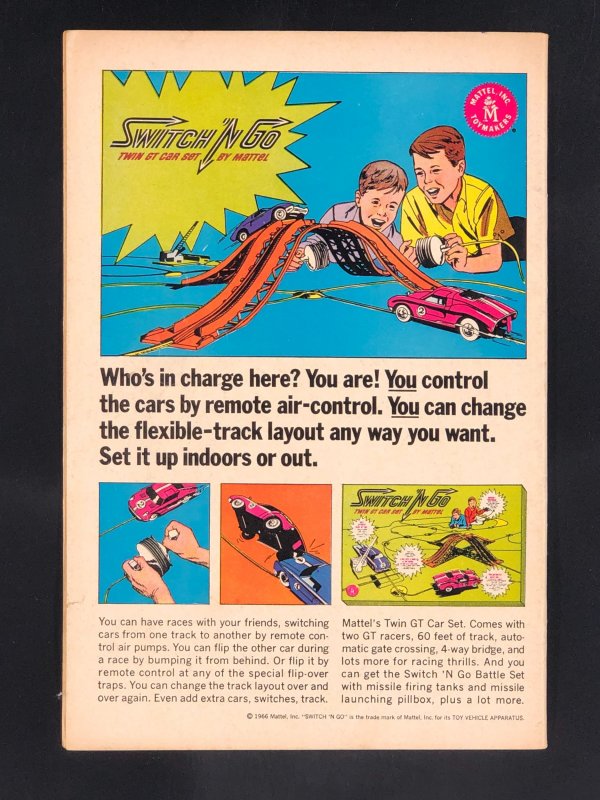 SWITCH 'N GO
TWIN GT CAR SET BY MATTEL
MATTEL, INC.
M
TOYMAKERS
2
Who's in charge here? You are! You control
the cars by remote air-control. You can change
the flexible-track layout any way you want.
Set it up indoors or out.
SWITCH 'N GO
TWIN GT CAR SET BY MATTEL
You can have races with your friends, switching
cars from one track to another by remote con-
trol air pumps. You can flip the other car during
a race by bumping it from behind. Or flip it by
remote control at any of the special flip-over
traps. You can change the track layout over and
over again. Even add extra cars, switches, track.
Mattel's Twin GT Car Set. Comes with
two GT racers, 60 feet of track, auto-
matic gate crossing, 4-way bridge, and
lots more for racing thrills. And you
can get the Switch 'N Go Battle Set
with missile firing tanks and missile
launching pillbox, plus a lot more.
© 1966 Mattel, Inc. "SWITCH 'N GO" is the trade mark of Mattel, Inc. for its TOY VEHICLE APPARATUS.